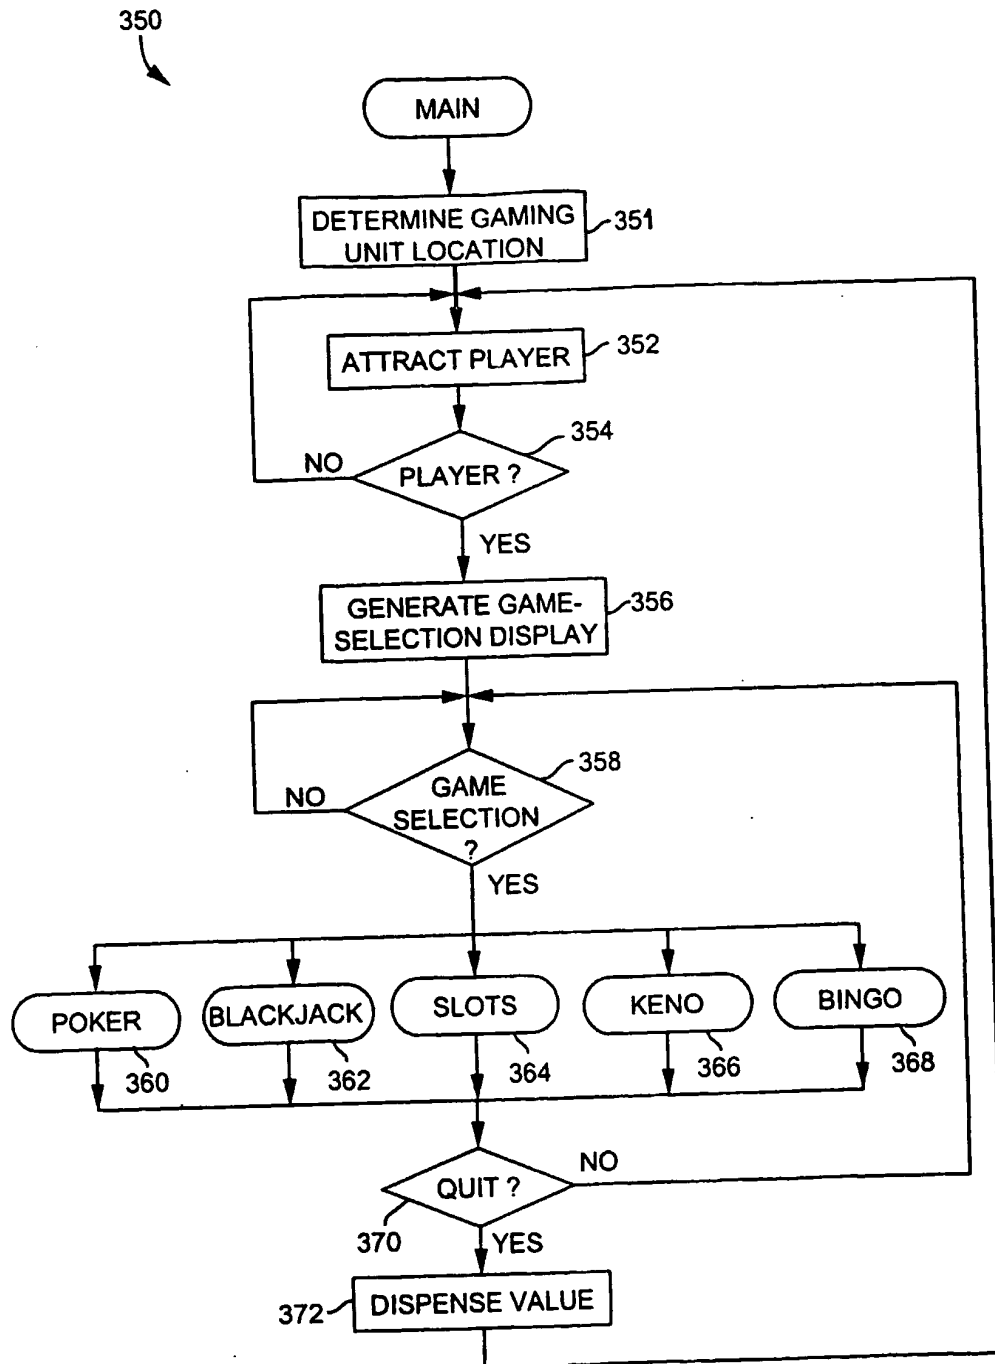 350
MAIN
DETERMINE GAMING
UNIT LOCATION
351
ATTRACT PLAYER
352
354
PLAYER ?
NO
YES
GENERATE GAME-
SELECTION DISPLAY
356
358
GAME
SELECTION
?
NO
YES
POKER
BLACKJACK
SLOTS
KENO
BINGO
360
362
364
366
368
QUIT ?
NO
370
YES
372
DISPENSE VALUE